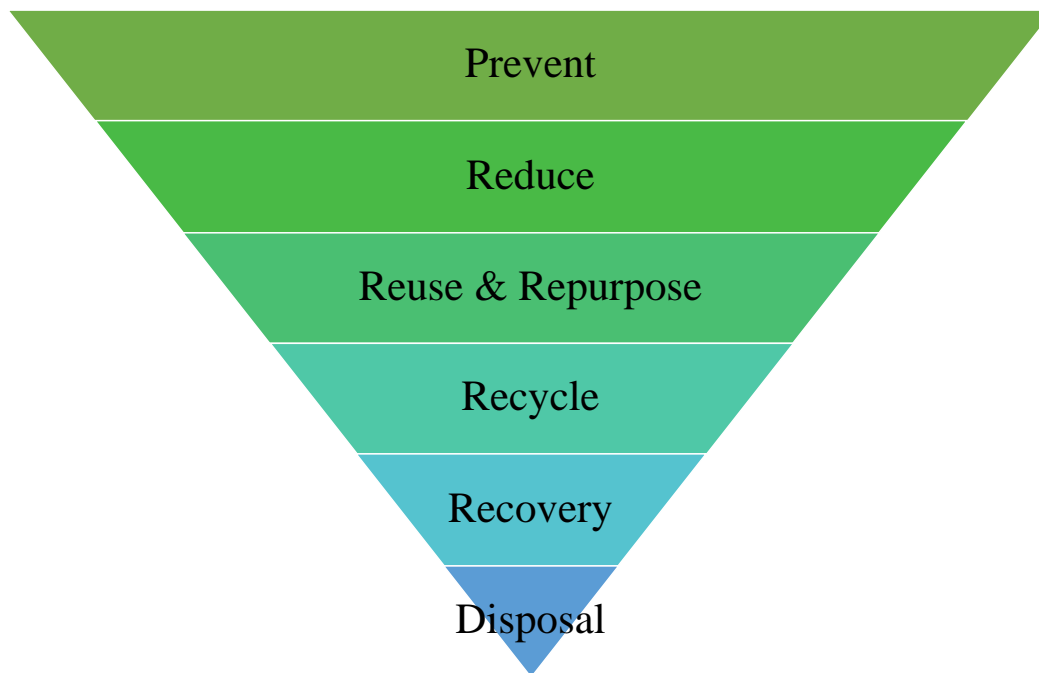 Prevent
Reduce
Reuse & Repurpose
Recycle
Recovery
Disposal